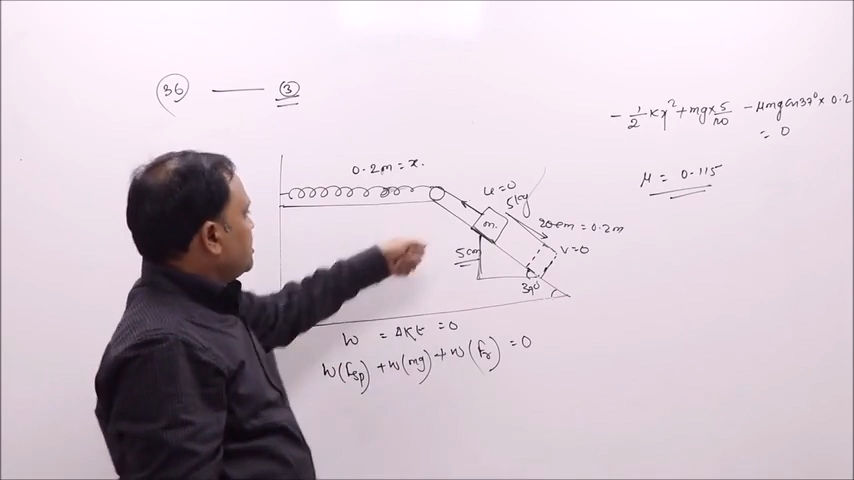 36 — 3
- 1/2 Kx² + mg × 5/100 - μmg cos37° × 0.2
= 0
μ = 0.115
0.2m = x.
u=0
5kg
m.
20cm = 0.2m
5cm
v=0
W = ΔKE = 0
W(Fsp) + W(mg) + W(Fr) = 0